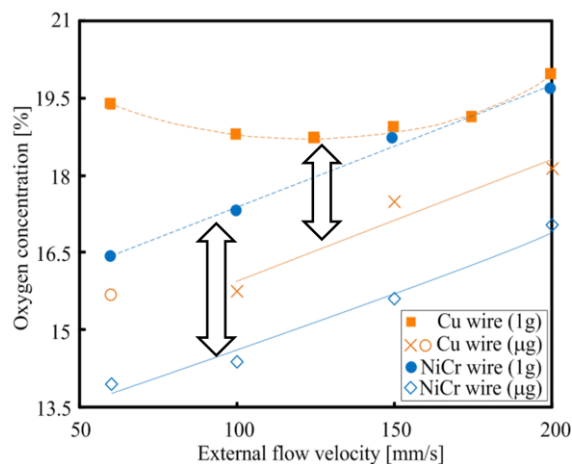 21
19.5
18
16.5
15
13.5
Oxygen concentration [%]
60
100
150
200
External flow velocity [mm/s]
Cu wire (1g)
Cu wire (µg)
NiCr wire (1g)
NiCr wire (µg)